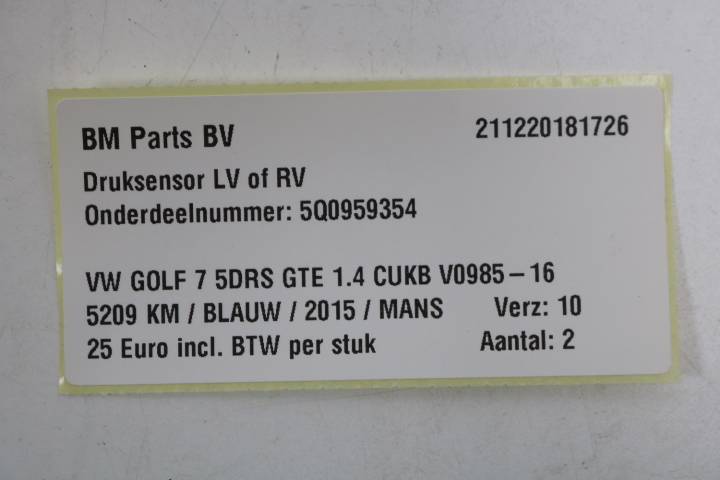 BM Parts BV 211220181726
Druksensor LV of RV
Onderdeelnummer: 5Q0959354
VW GOLF 7 5DRS GTE 1.4 CUKB V0985 – 16
5209 KM / BLAUW / 2015 / MANS Verz: 10
25 Euro incl. BTW per stuk Aantal: 2